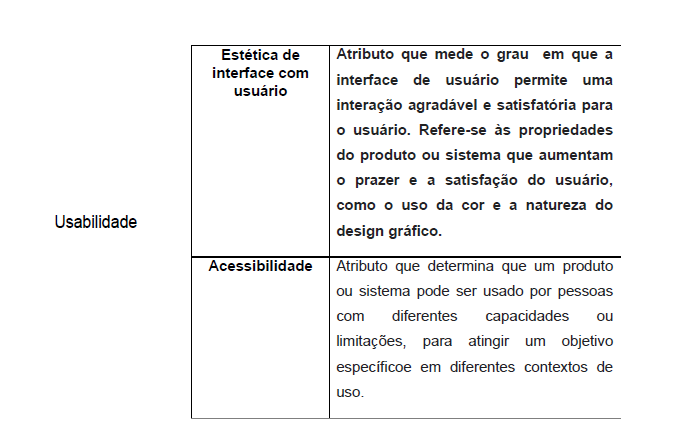 Usabilidade
Estética de
interface com
usuário
Atributo que mede o grau em que a
interface de usuário permite uma
interação agradável e satisfatória para
o usuário. Refere-se às propriedades
do produto ou sistema que aumentam
o prazer e a satisfação do usuário,
como o uso da cor e a natureza do
design gráfico.
Acessibilidade
Atributo que determina que um produto
ou sistema pode ser usado por pessoas
com diferentes capacidades ou
limitações, para atingir um objetivo
específicoe em diferentes contextos de
uso.